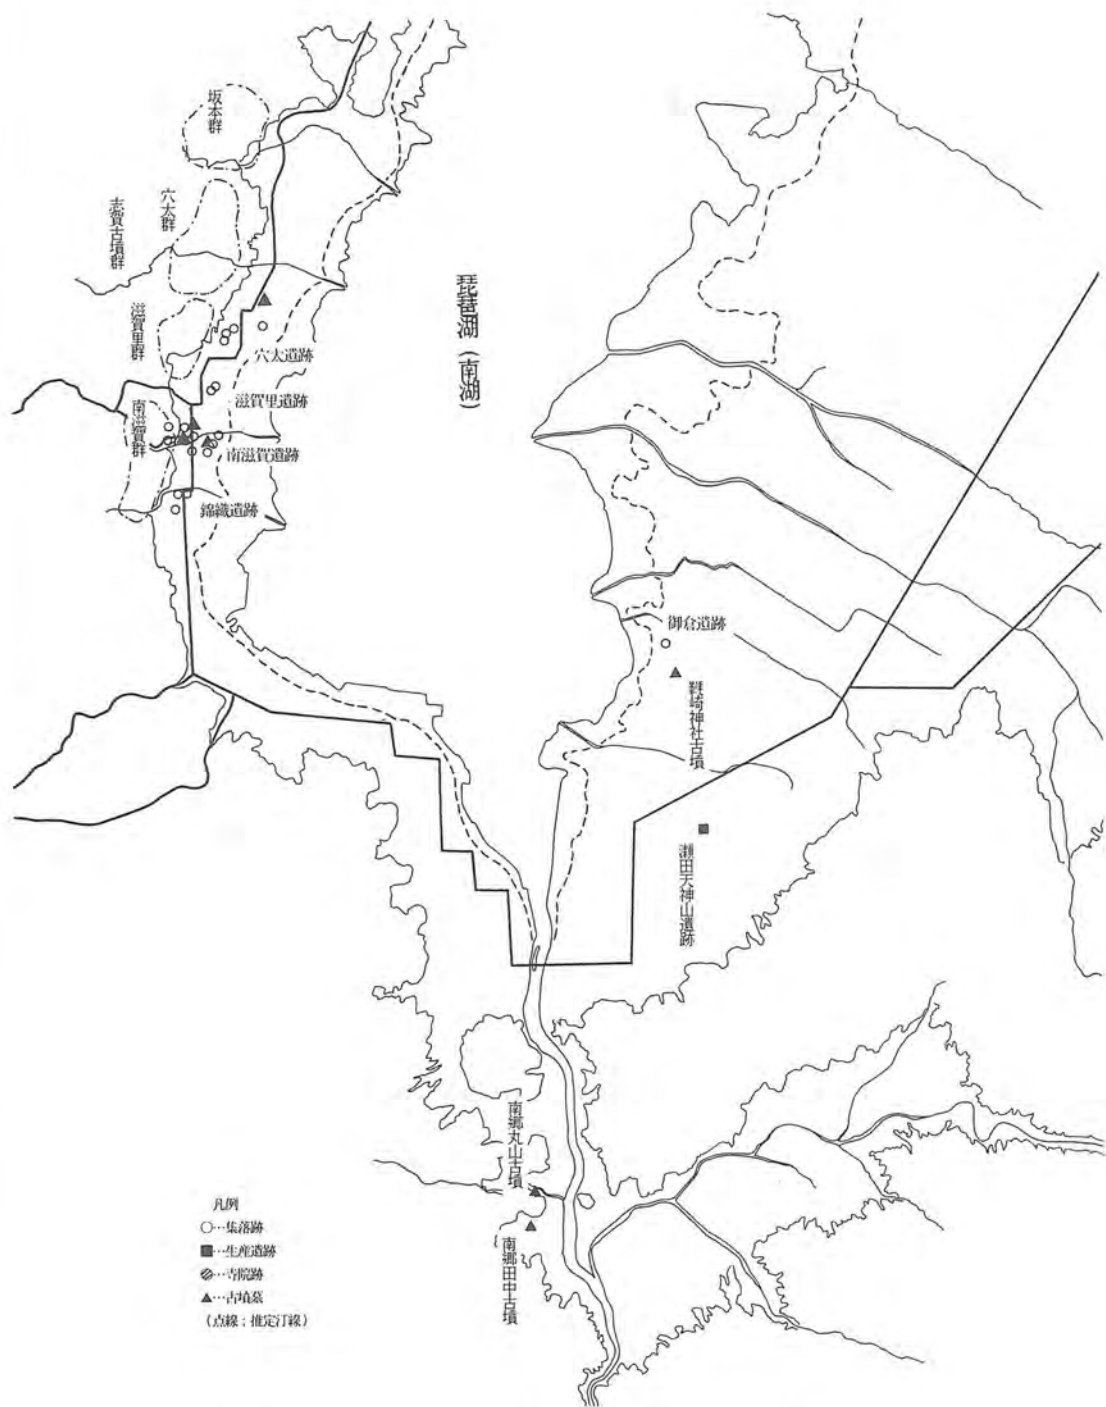 坂本群
穴太群
志賀古墳群
滋賀里群
南滋賀群
琵琶湖(南湖)
穴太遺跡
滋賀里遺跡
南滋賀遺跡
錦織遺跡
御倉遺跡
鞭崎神社古墳
瀬田天神山遺跡
南郷丸山古墳
南郷田中古墳
凡例
○…集落跡
■…生産遺跡
…寺院跡
▲…古墳墓
(点線；推定汀線)